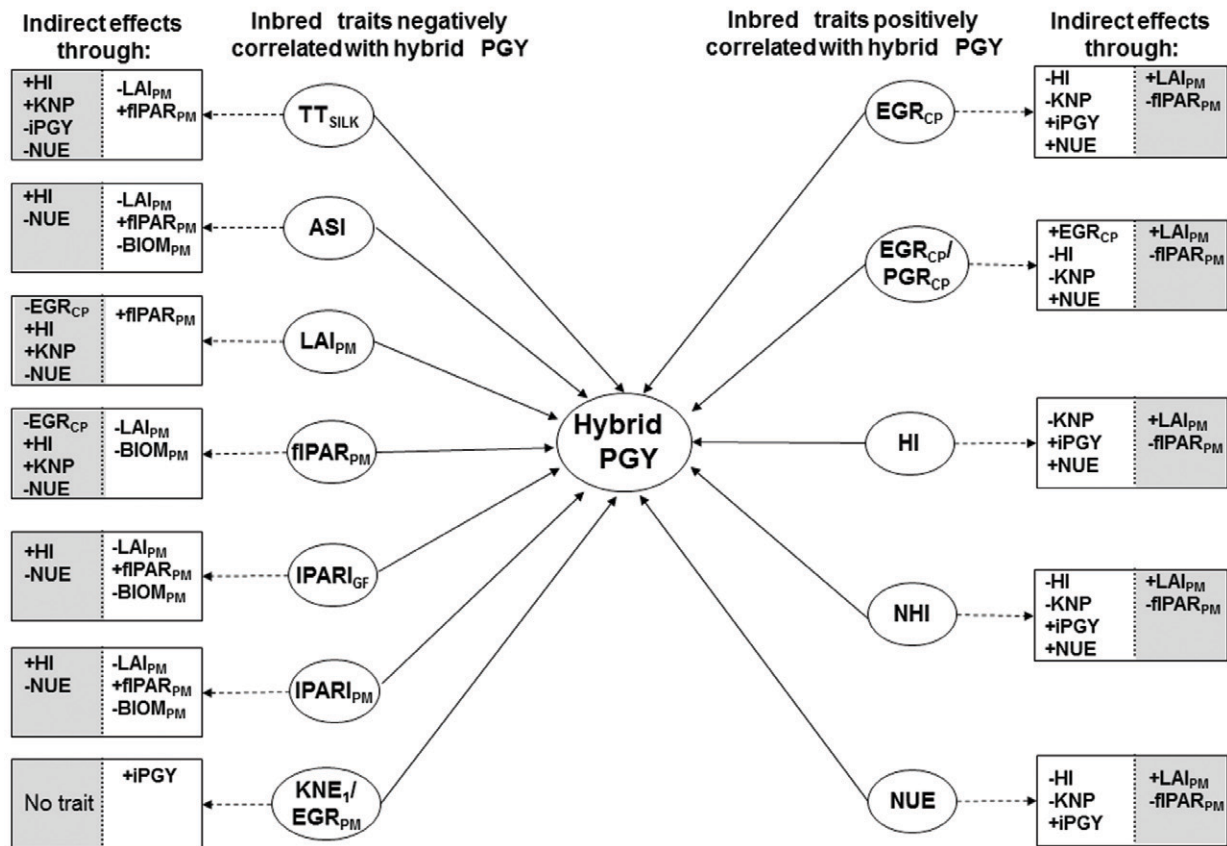 Indirect effects
through:
Inbred traits negatively
correlated with hybrid PGY
Inbred traits positively
correlated with hybrid PGY
Indirect effects
through:
+HI
+KNP
-iPGY
-NUE
-LAIPM
+fIPARPM
TTSILK
+HI
-NUE
-LAIPM
+fIPARPM
-BIOMPM
ASI
-EGRCP
+HI
+KNP
-NUE
+fIPARPM
LAIPM
-EGRCP
+HI
+KNP
-NUE
-LAIPM
-BIOMPM
fIPARPM
+HI
-NUE
-LAIPM
+fIPARPM
-BIOMPM
IPARIGF
+HI
-NUE
-LAIPM
+fIPARPM
-BIOMPM
IPARIPM
No trait
+iPGY
KNE1/
EGRPM
Hybrid
PGY
EGRCP
-HI
-KNP
+iPGY
+NUE
+LAIPM
-fIPARPM
EGRCP/
PGRCP
+EGRCP
-HI
-KNP
+NUE
+LAIPM
-fIPARPM
HI
-KNP
+iPGY
+NUE
+LAIPM
-fIPARPM
NHI
-HI
-KNP
+iPGY
+NUE
+LAIPM
-fIPARPM
NUE
-HI
-KNP
+iPGY
+LAIPM
-fIPARPM